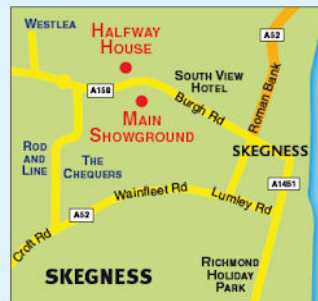 WESTLEA
HALFWAY
HOUSE
A52
A158
SOUTH VIEW
HOTEL
Burgh Rd
Roman Bank
MAIN
SHOWGROUND
SKEGNESS
ROD
AND
LINE
THE
CHEQUERS
A1451
Wainfleet Rd
Lumley Rd
A52
Croft Rd
SKEGNESS
RICHMOND
HOLIDAY
PARK